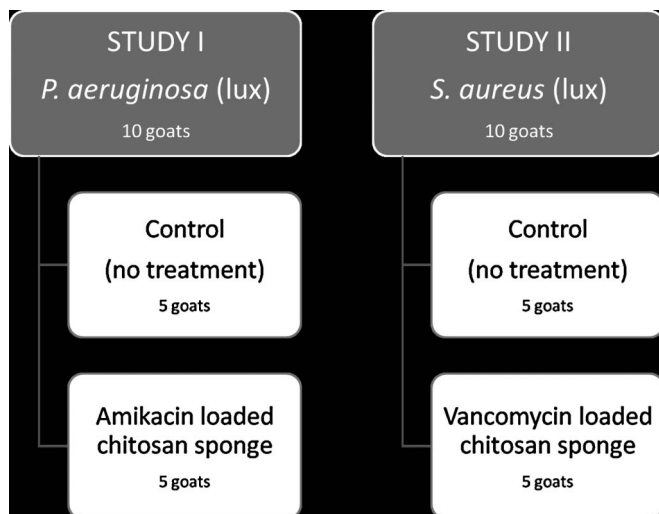 STUDY I
P. aeruginosa (lux)
10 goats
Control
(no treatment)
5 goats
Amikacin loaded
chitosan sponge
5 goats
STUDY II
S. aureus (lux)
10 goats
Control
(no treatment)
5 goats
Vancomycin loaded
chitosan sponge
5 goats